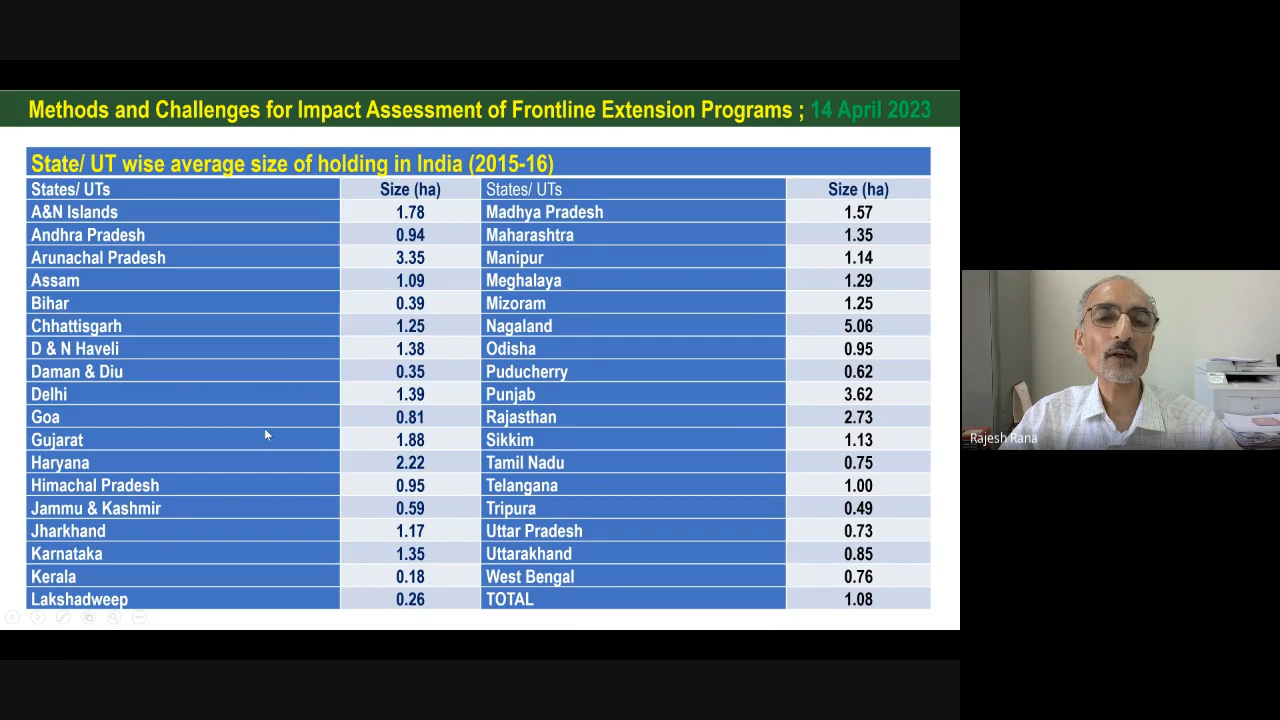 Methods and Challenges for Impact Assessment of Frontline Extension Programs ; 14 April 2023
State/ UT wise average size of holding in India (2015-16)
States/ UTs Size (ha) States/ UTs Size (ha)
A&N Islands 1.78 Madhya Pradesh 1.57
Andhra Pradesh 0.94 Maharashtra 1.35
Arunachal Pradesh 3.35 Manipur 1.14
Assam 1.09 Meghalaya 1.29
Bihar 0.39 Mizoram 1.25
Chhattisgarh 1.25 Nagaland 5.06
D & N Haveli 1.38 Odisha 0.95
Daman & Diu 0.35 Puducherry 0.62
Delhi 1.39 Punjab 3.62
Goa 0.81 Rajasthan 2.73
Gujarat 1.88 Sikkim 1.13
Haryana 2.22 Tamil Nadu 0.75
Himachal Pradesh 0.95 Telangana 1.00
Jammu & Kashmir 0.59 Tripura 0.49
Jharkhand 1.17 Uttar Pradesh 0.73
Karnataka 1.35 Uttarakhand 0.85
Kerala 0.18 West Bengal 0.76
Lakshadweep 0.26 TOTAL 1.08
Rajesh Rana